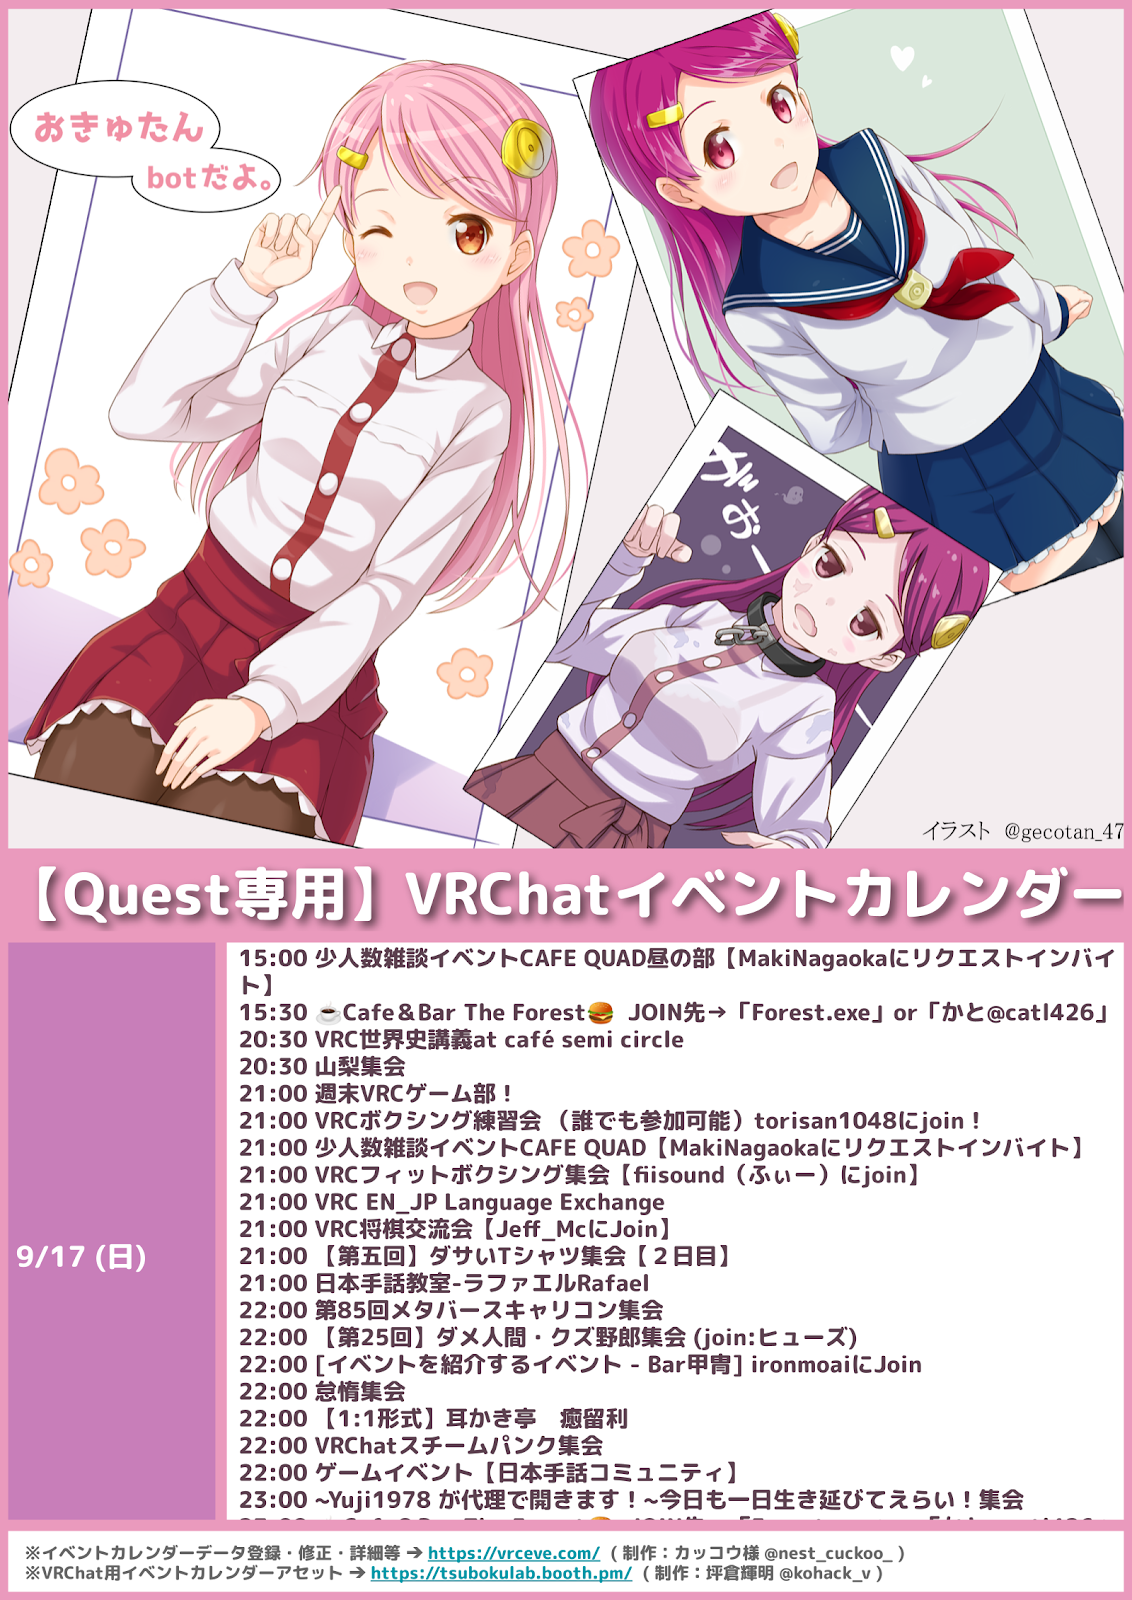 おきゅたん
botだよ。
がおー
イラスト @gecotan_47
【Quest専用】VRChatイベントカレンダー
9/17 (日)
15:00 少人数雑談イベントCAFE QUAD昼の部【MakiNagaokaにリクエストインバイ
ト】
15:30 ☕Cafe＆Bar The Forest🍔 JOIN先→「Forest.exe」or「かと@catl426」
20:30 VRC世界史講義at café semi circle
20:30 山梨集会
21:00 週末VRCゲーム部！
21:00 VRCボクシング練習会 （誰でも参加可能）torisan1048にjoin！
21:00 少人数雑談イベントCAFE QUAD【MakiNagaokaにリクエストインバイト】
21:00 VRCフィットボクシング集会【fiisound（ふぃー）にjoin】
21:00 VRC EN_JP Language Exchange
21:00 VRC将棋交流会【Jeff_McにJoin】
21:00 【第五回】ダサいTシャツ集会【２日目】
21:00 日本手話教室-ラファエルRafael
22:00 第85回メタバースキャリコン集会
22:00 【第25回】ダメ人間・クズ野郎集会 (join:ヒューズ)
22:00 [イベントを紹介するイベント - Bar甲冑] ironmoaiにJoin
22:00 怠惰集会
22:00 【1:1形式】耳かき亭　癒留利
22:00 VRChatスチームパンク集会
22:00 ゲームイベント【日本手話コミュニティ】
23:00 ~Yuji1978 が代理で開きます！~今日も一日生き延びてえらい！集会
※イベントカレンダーデータ登録・修正・詳細等 ➔ https://vrceve.com/ ( 制作：カッコウ様 @nest_cuckoo_ )
※VRChat用イベントカレンダーアセット ➔ https://tsubokulab.booth.pm/ ( 制作：坪倉輝明 @kohack_v )